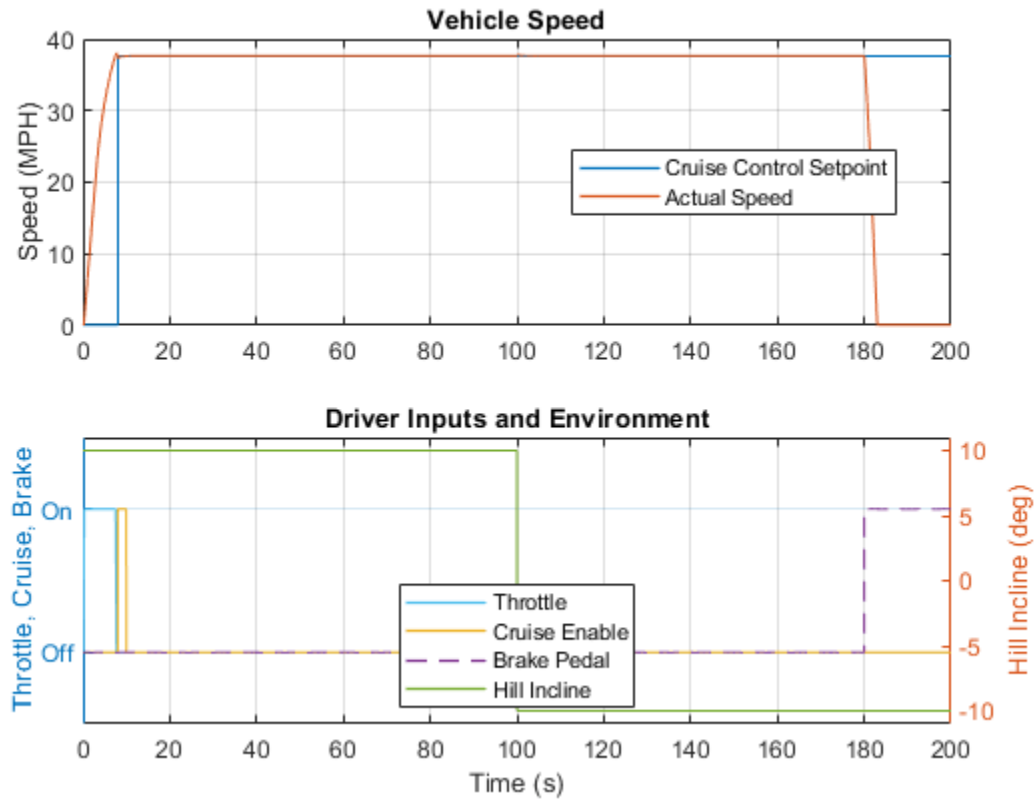 Vehicle Speed
40
30
20
10
0
Speed (MPH)
Cruise Control Setpoint
Actual Speed
0 20 40 60 80 100 120 140 160 180 200
Driver Inputs and Environment
Throttle, Cruise, Brake
On
Off
Throttle
Cruise Enable
Brake Pedal
Hill Incline
10
5
0
-5
-10
Hill Incline (deg)
0 20 40 60 80 100 120 140 160 180 200
Time (s)